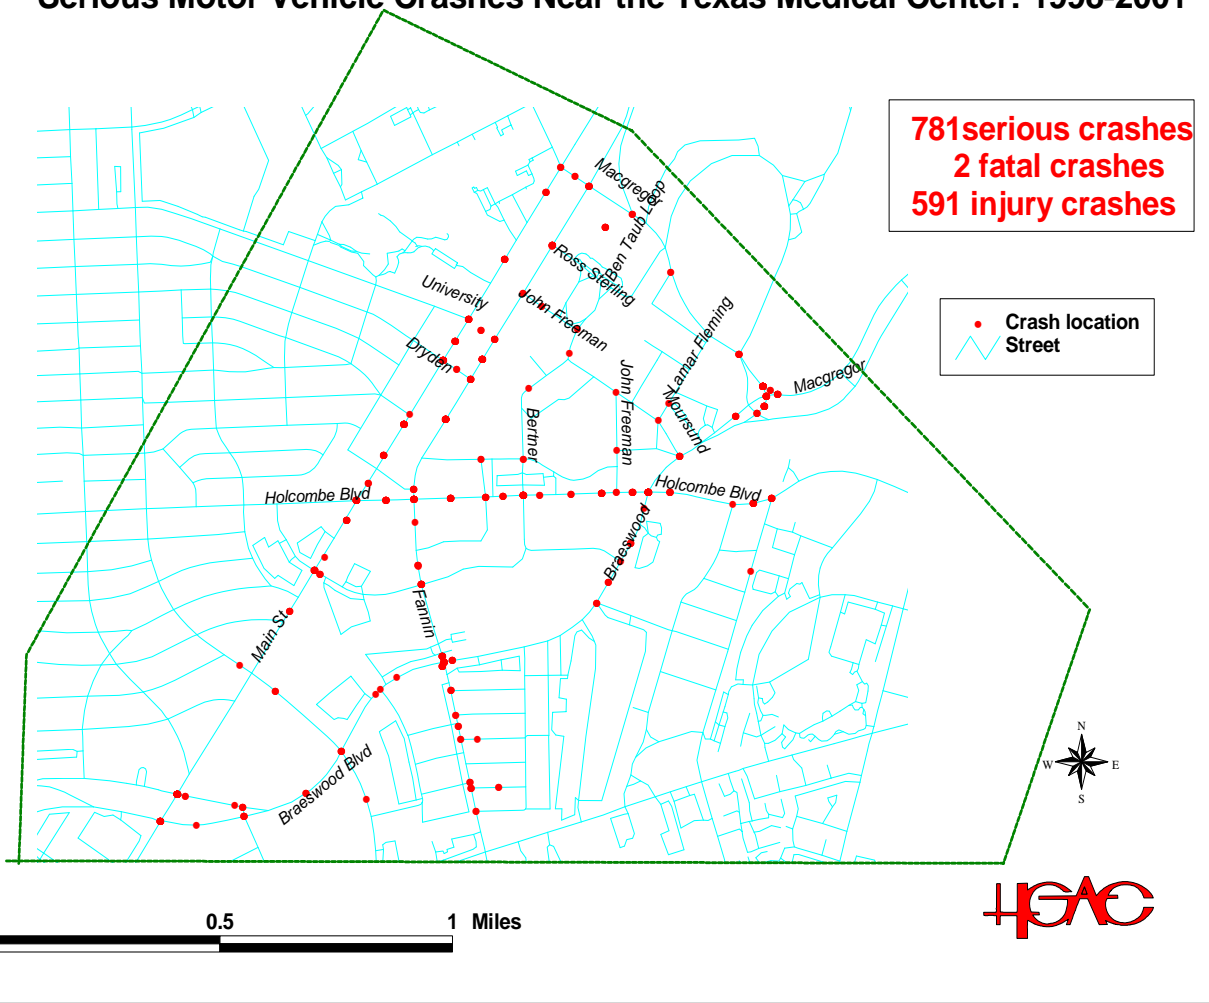 Serious Motor Vehicle Crashes Near the Texas Medical Center: 1998-2001
781serious crashes
2 fatal crashes
591 injury crashes
Macgregor
Ben Taub Loop
Ross Sterling
University
John Freeman
Crash location
Street
Dryden
Lamar Fleming
Macgregor
John Freeman
Moursund
Bertner
Holcombe Blvd
Holcombe Blvd
Braeswood
Fannin
Main St
Braeswood Blvd
N
W
E
S
HGAC
0.5
1 Miles